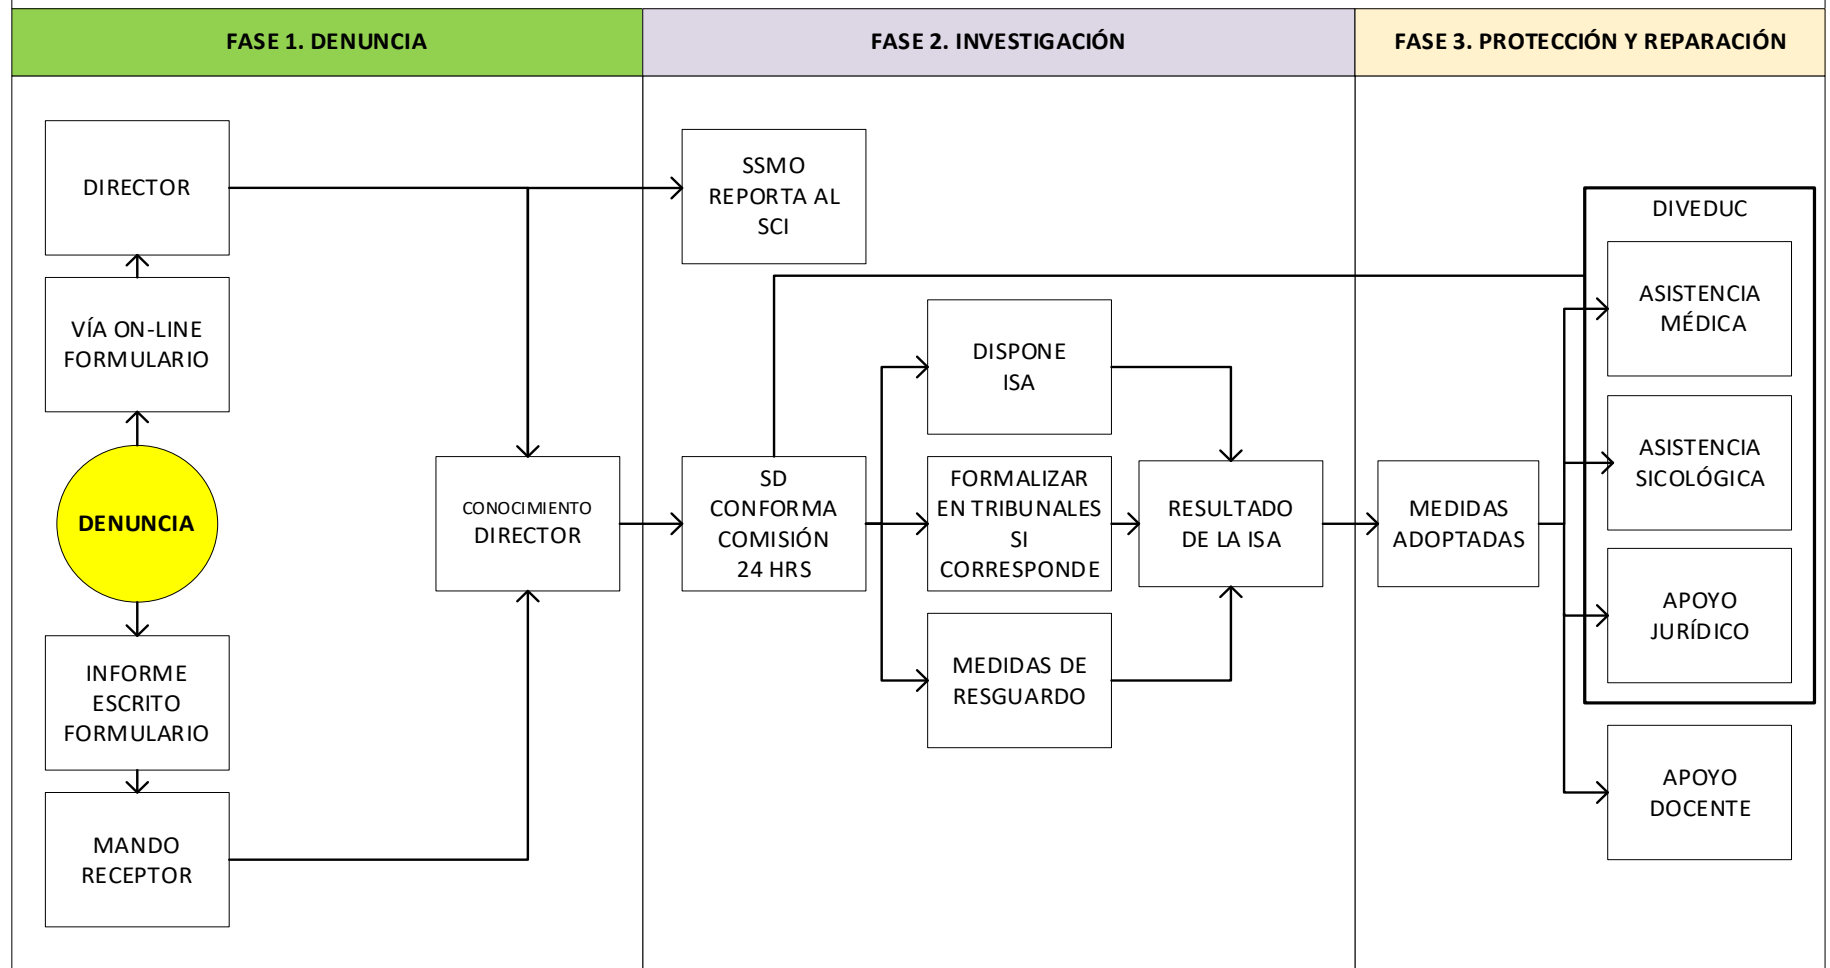 FASE 1. DENUNCIA
FASE 2. INVESTIGACIÓN
FASE 3. PROTECCIÓN Y REPARACIÓN
DIRECTOR
VÍA ON-LINE
FORMULARIO
DENUNCIA
INFORME
ESCRITO
FORMULARIO
MANDO
RECEPTOR
CONOCIMIENTO
DIRECTOR
SSMO
REPORTA AL
SCI
SD
CONFORMA
COMISIÓN
24 HRS
DISPONE
ISA
FORMALIZAR
EN TRIBUNALES
SI
CORRESPONDE
MEDIDAS DE
RESGUARDO
RESULTADO
DE LA ISA
MEDIDAS
ADOPTADAS
DIVEDUC
ASISTENCIA
MÉDICA
ASISTENCIA
SICOLÓGICA
APOYO
JURÍDICO
APOYO
DOCENTE